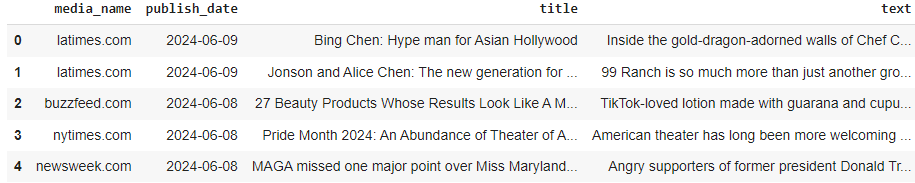 media_name publish_date title text
0 latimes.com 2024-06-09 Bing Chen: Hype man for Asian Hollywood Inside the gold-dragon-adorned walls of Chef C...
1 latimes.com 2024-06-09 Jonson and Alice Chen: The new generation for ... 99 Ranch is so much more than just another gro...
2 buzzfeed.com 2024-06-08 27 Beauty Products Whose Results Look Like A M... TikTok-loved lotion made with guarana and cupu...
3 nytimes.com 2024-06-08 Pride Month 2024: An Abundance of Theater of A... American theater has long been more welcoming ...
4 newsweek.com 2024-06-08 MAGA missed one major point over Miss Maryland... Angry supporters of former president Donald Tr...